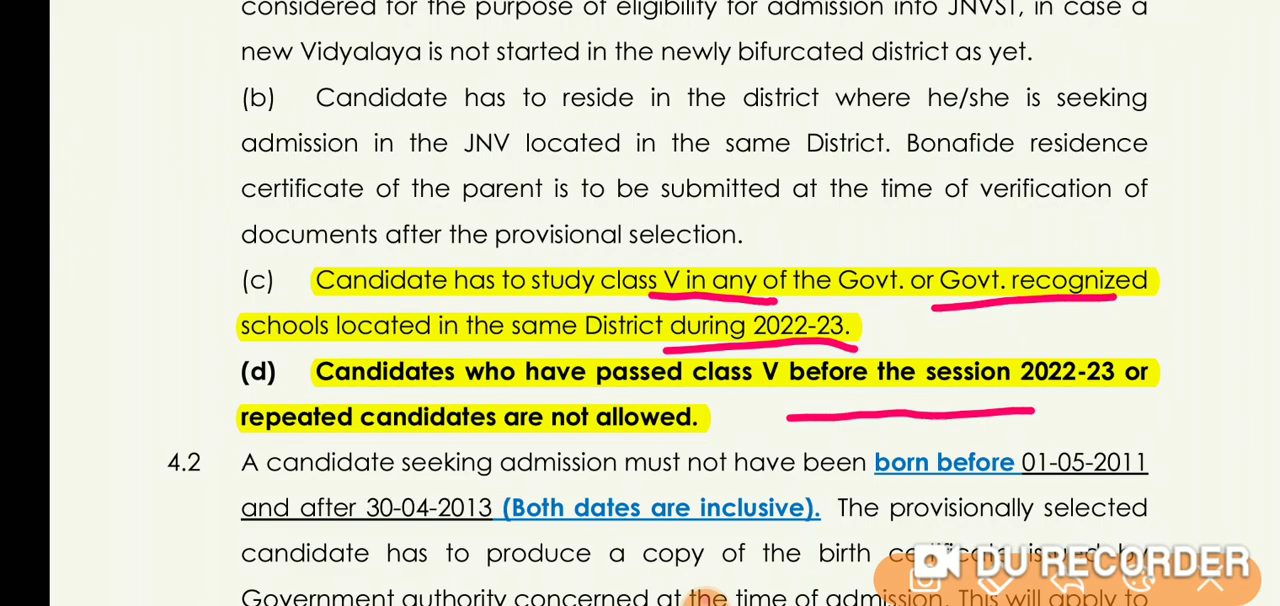 considered for the purpose of eligibility for admission into JNVST, in case a
new Vidyalaya is not started in the newly bifurcated district as yet.
(b) Candidate has to reside in the district where he/she is seeking
admission in the JNV located in the same District. Bonafide residence
certificate of the parent is to be submitted at the time of verification of
documents after the provisional selection.
(c) Candidate has to study class V in any of the Govt. or Govt. recognized
schools located in the same District during 2022-23.
(d) Candidates who have passed class V before the session 2022-23 or
repeated candidates are not allowed.
4.2 A candidate seeking admission must not have been born before 01-05-2011
and after 30-04-2013 (Both dates are inclusive). The provisionally selected
candidate has to produce a copy of the birth certificate issued by
DU RECORDER
Government authority concerned at the time of admission. This will apply to